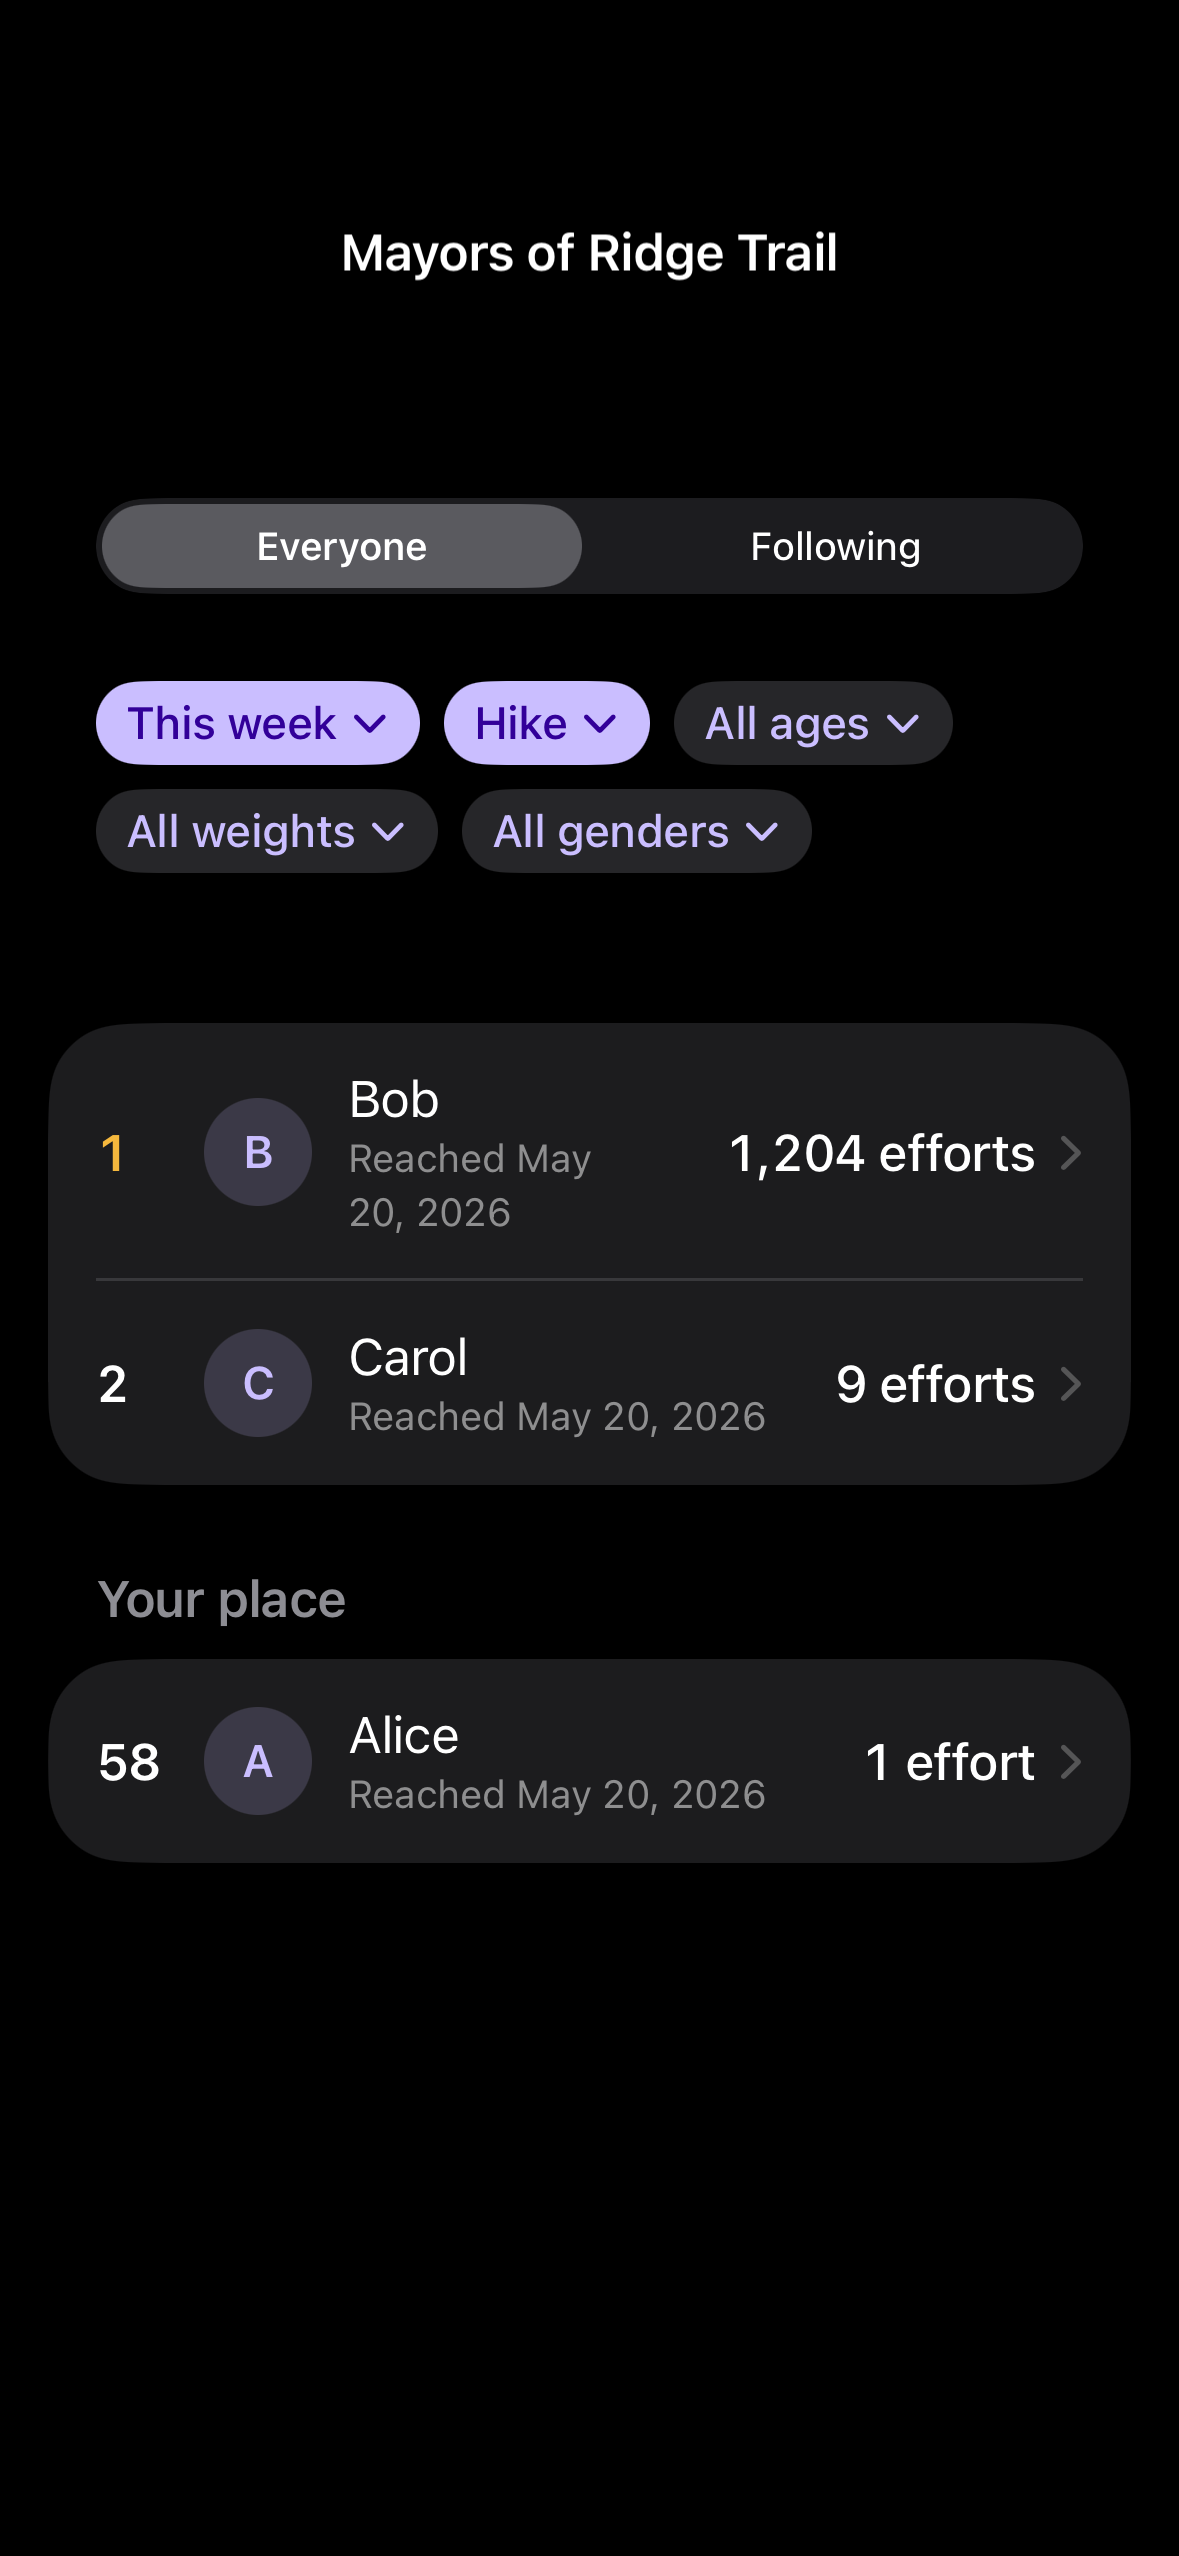 Mayors of Ridge Trail
Everyone
Following
This week
Hike
All ages
All weights
All genders
1
B
Bob
Reached May
20, 2026
1,204 efforts
2
C
Carol
Reached May 20, 2026
9 efforts
Your place
58
A
Alice
Reached May 20, 2026
1 effort